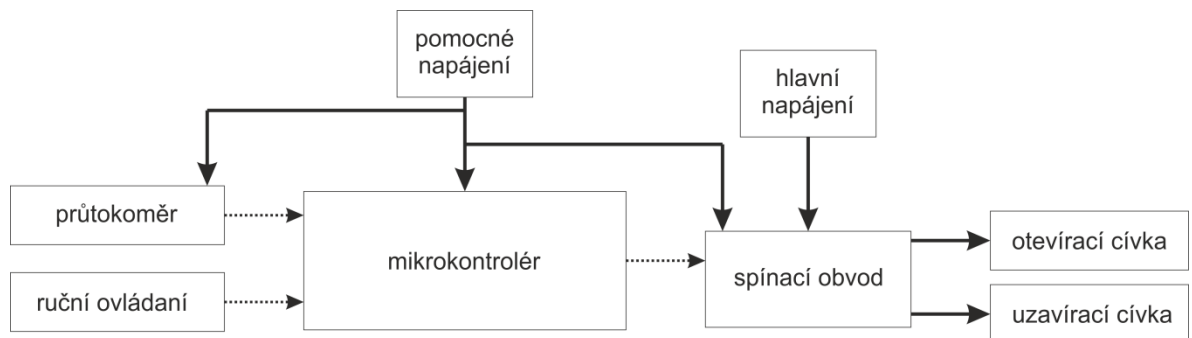 pomocné
napájení
hlavní
napájení
průtokoměr
mikrokontrolér
ruční ovládaní
spínací obvod
otevírací cívka
uzavírací cívka